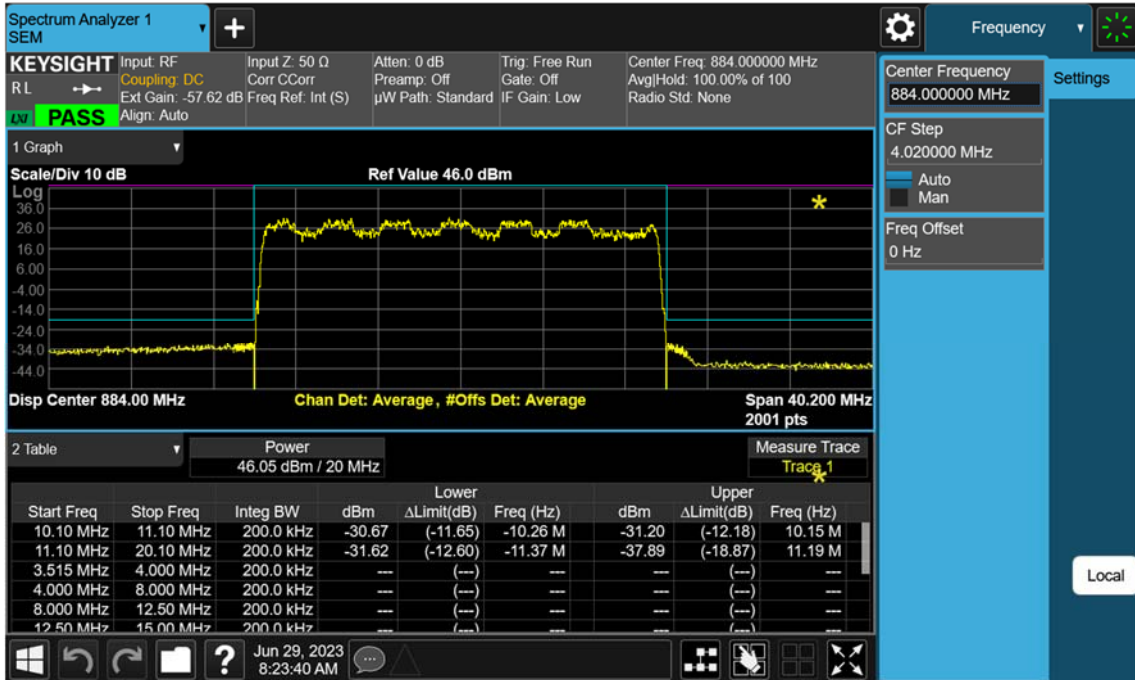 Spectrum Analyzer 1
SEM
Frequency
KEYSIGHT
RL
LXI
PASS
Input: RF
Coupling: DC
Ext Gain: -57.62 dB
Align: Auto
Input Z: 50 Ω
Corr CCorr
Freq Ref: Int (S)
Atten: 0 dB
Preamp: Off
µW Path: Standard
Trig: Free Run
Gate: Off
IF Gain: Low
Center Freq: 884.000000 MHz
Avg|Hold: 100.00% of 100
Radio Std: None
Center Frequency
884.000000 MHz
Settings
CF Step
4.020000 MHz
Auto
Man
Freq Offset
0 Hz
1 Graph
Scale/Div 10 dB
Ref Value 46.0 dBm
Log
36.0
26.0
16.0
6.00
-4.00
-14.0
-24.0
-34.0
-44.0
Disp Center 884.00 MHz
Chan Det: Average, #Offs Det: Average
Span 40.200 MHz
2001 pts
2 Table
Power
46.05 dBm / 20 MHz
Measure Trace
Trace 1
Lower Upper
Start Freq Stop Freq Integ BW dBm ΔLimit(dB) Freq (Hz) dBm ΔLimit(dB) Freq (Hz)
10.10 MHz 11.10 MHz 200.0 kHz -30.67 (-11.65) -10.26 M -31.20 (-12.18) 10.15 M
11.10 MHz 20.10 MHz 200.0 kHz -31.62 (-12.60) -11.37 M -37.89 (-18.87) 11.19 M
3.515 MHz 4.000 MHz 200.0 kHz --- (---) --- --- (---) ---
4.000 MHz 8.000 MHz 200.0 kHz --- (---) --- --- (---) ---
8.000 MHz 12.50 MHz 200.0 kHz --- (---) --- --- (---) ---
12.50 MHz 15.00 MHz 200.0 kHz --- (---) --- --- (---) ---
Local
?
Jun 29, 2023
8:23:40 AM